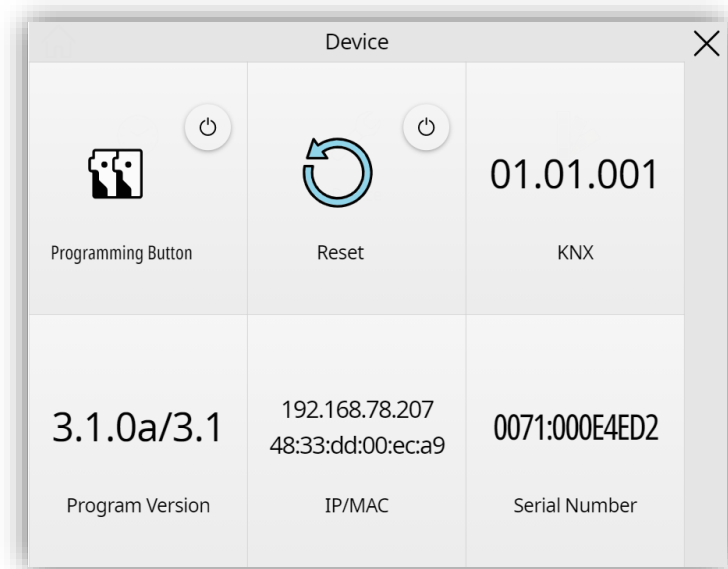 Device
Programming Button
Reset
01.01.001
KNX
3.1.0a/3.1
Program Version
192.168.78.207
48:33:dd:00:ec:a9
IP/MAC
0071:000E4ED2
Serial Number